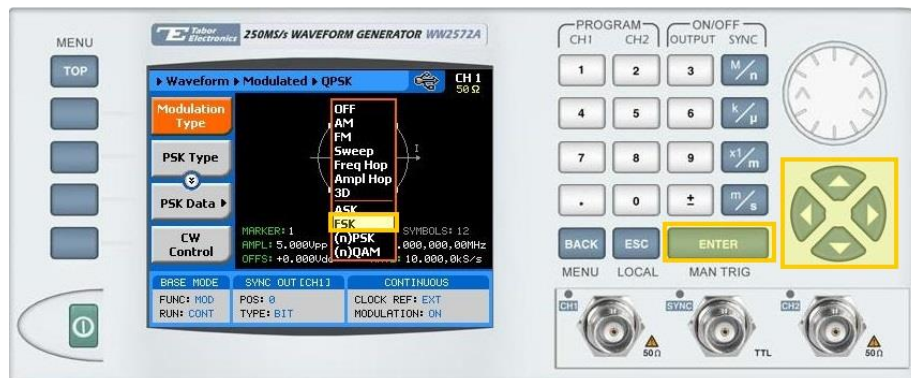 MENU
TOP
Tabor Electronics 250MS/s WAVEFORM GENERATOR WW2572A
Waveform Modulated QPSK
CH 1
50 Ω
Modulation Type
PSK Type
PSK Data
CW Control
OFF
AM
FM
Sweep
Freq Hop
Ampl Hop
3D
ASK
FSK
(n)PSK
(n)QAM
I
MARKER: 1 SYMBOLS: 12
AMPL: 5.000Vpp .000,000,00MHz
OFFS: +0.000Vdc 10.000,0kS/s
BASE MODE
FUNC: MOD
RUN: CONT
SYNC OUT [CH1]
POS: 0
TYPE: BIT
CONTINUOUS
CLOCK REF: EXT
MODULATION: ON
PROGRAM
CH1 CH2
ON/OFF
OUTPUT SYNC
1 2 3 M/n
4 5 6 k/µ
7 8 9 x1/m
. 0 ± m/s
BACK ESC ENTER
MENU LOCAL MAN TRIG
CH1 SYNC CH2
50Ω TTL 50Ω